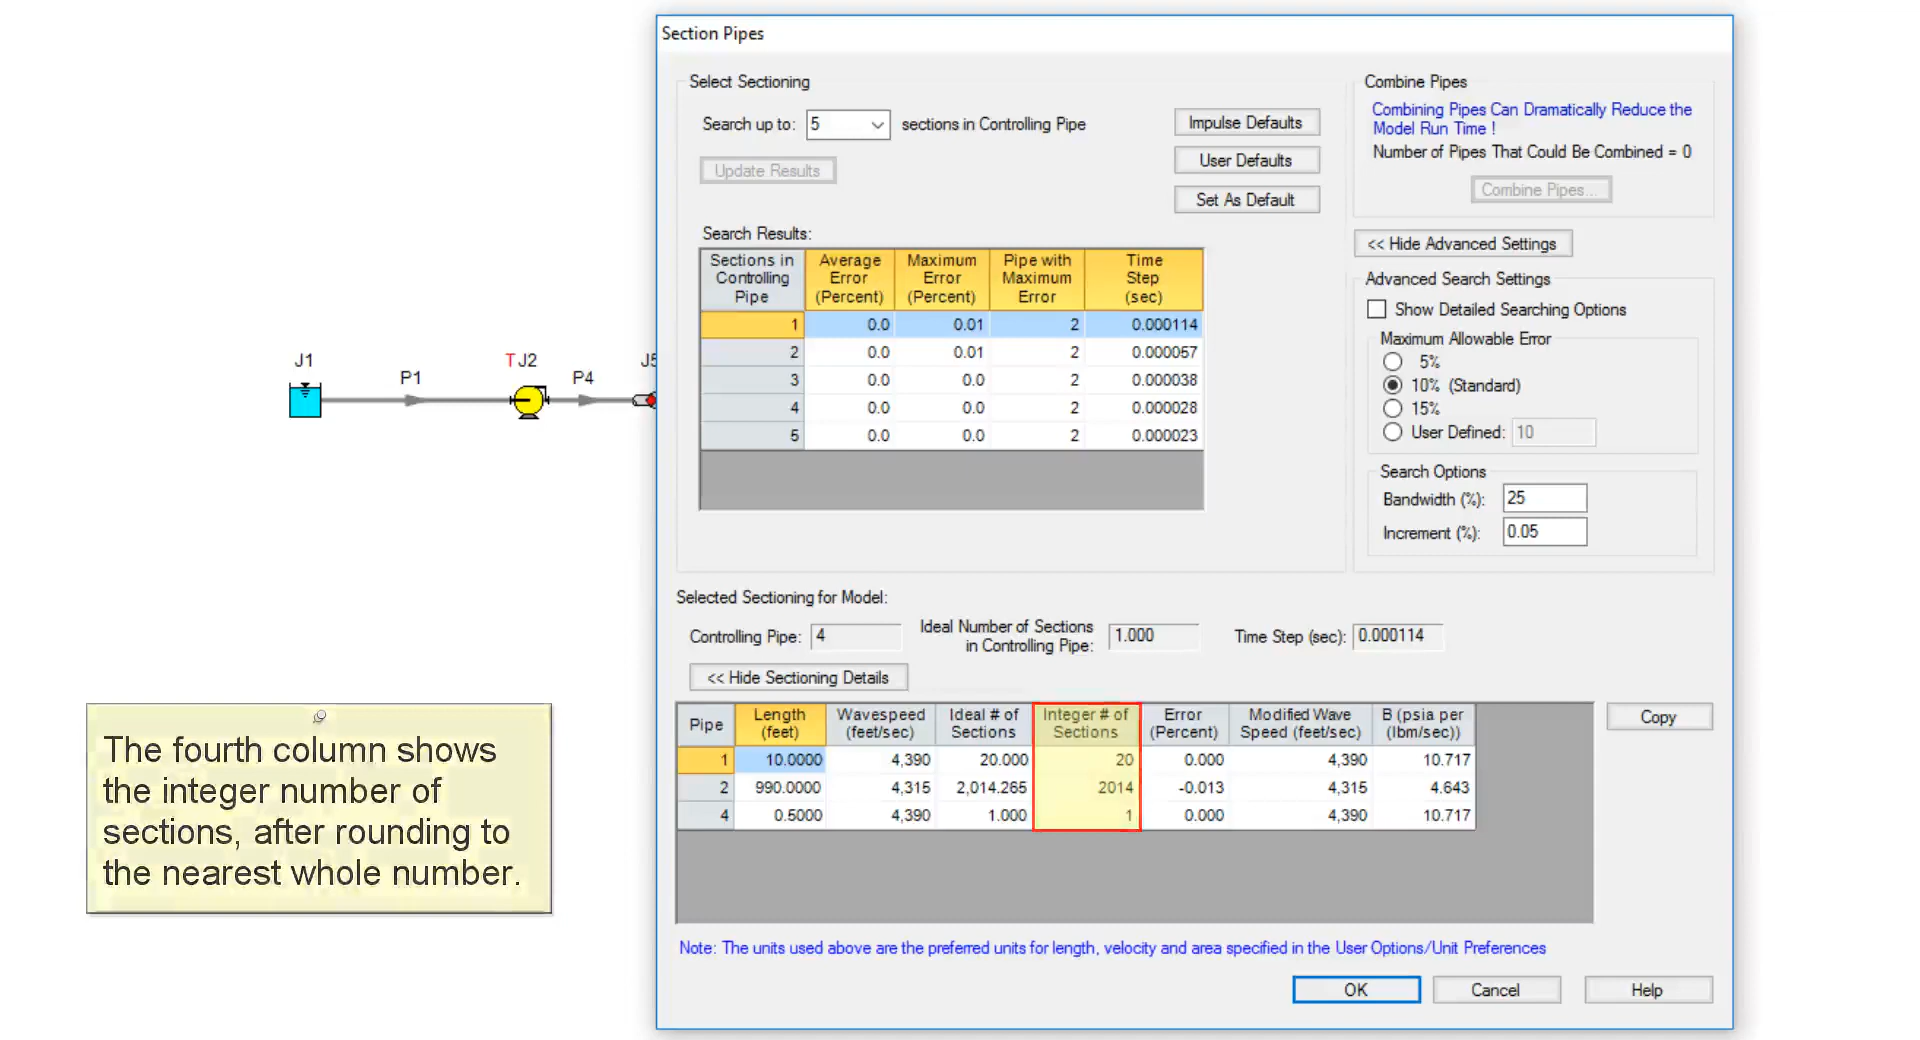 Section Pipes
Select Sectioning
Search up to: 5 sections in Controlling Pipe
Update Results
Impulse Defaults
User Defaults
Set As Default
Search Results:
Sections in Controlling Pipe Average Error (Percent) Maximum Error (Percent) Pipe with Maximum Error Time Step (sec)
1 0.0 0.01 2 0.000114
2 0.0 0.01 2 0.000057
3 0.0 0.0 2 0.000038
4 0.0 0.0 2 0.000028
5 0.0 0.0 2 0.000023
Combine Pipes
Combining Pipes Can Dramatically Reduce the
Model Run Time !
Number of Pipes That Could Be Combined = 0
Combine Pipes...
<< Hide Advanced Settings
Advanced Search Settings
Show Detailed Searching Options
Maximum Allowable Error
5%
10% (Standard)
15%
User Defined: 10
Search Options
Bandwidth (%): 25
Increment (%): 0.05
J1
P1
T J2
P4
J5
Selected Sectioning for Model:
Controlling Pipe: 4
Ideal Number of Sections
in Controlling Pipe: 1.000
Time Step (sec): 0.000114
<< Hide Sectioning Details
Pipe Length (feet) Wavespeed (feet/sec) Ideal # of Sections Integer # of Sections Error (Percent) Modified Wave Speed (feet/sec) B (psia per (lbm/sec))
1 10.0000 4,390 20.000 20 0.000 4,390 10.717
2 990.0000 4,315 2,014.265 2014 -0.013 4,315 4.643
4 0.5000 4,390 1.000 1 0.000 4,390 10.717
Copy
The fourth column shows
the integer number of
sections, after rounding to
the nearest whole number.
Note: The units used above are the preferred units for length, velocity and area specified in the User Options/Unit Preferences
OK
Cancel
Help